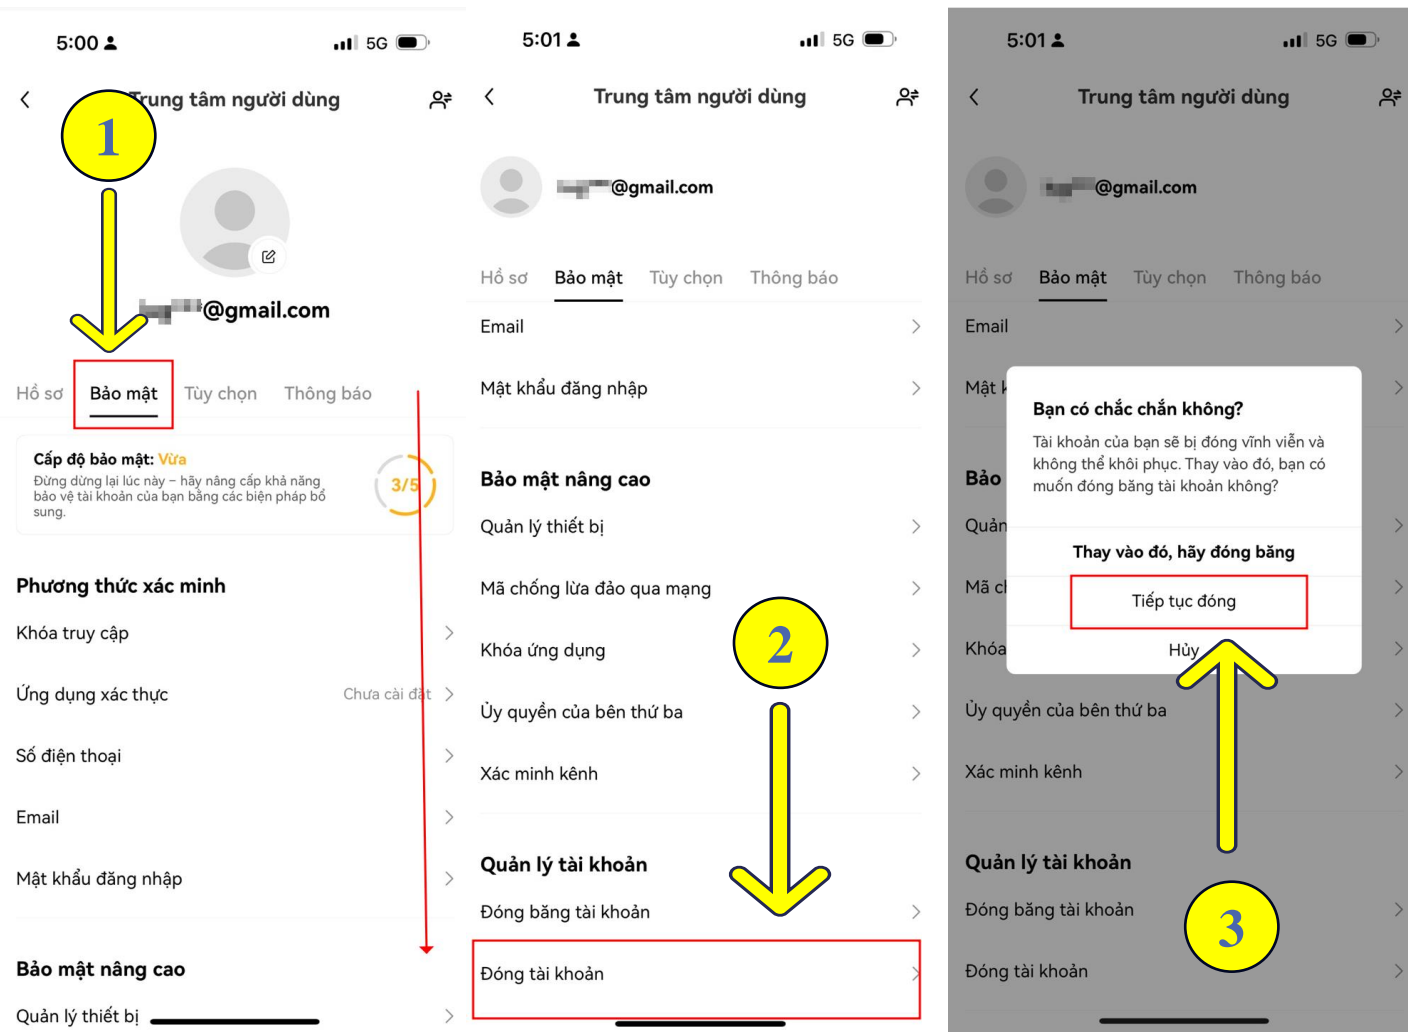 5:00
5G
Trung tâm người dùng
1
@gmail.com
Hồ sơ
Bảo mật
Tùy chọn
Thông báo
Cấp độ bảo mật: Vừa
Đừng dừng lại lúc này – hãy nâng cấp khả năng
bảo vệ tài khoản của bạn bằng các biện pháp bổ
sung.
3/5
Phương thức xác minh
Khóa truy cập
Ứng dụng xác thực
Chưa cài đặt
Số điện thoại
Email
Mật khẩu đăng nhập
Bảo mật nâng cao
Quản lý thiết bị
5:01
5G
Trung tâm người dùng
@gmail.com
Hồ sơ
Bảo mật
Tùy chọn
Thông báo
Email
Mật khẩu đăng nhập
Bảo mật nâng cao
Quản lý thiết bị
Mã chống lừa đảo qua mạng
2
Khóa ứng dụng
Ủy quyền của bên thứ ba
Xác minh kênh
Quản lý tài khoản
Đóng băng tài khoản
Đóng tài khoản
5:01
5G
Trung tâm người dùng
@gmail.com
Hồ sơ
Bảo mật
Tùy chọn
Thông báo
Email
Mật
Bạn có chắc chắn không?
Tài khoản của bạn sẽ bị đóng vĩnh viễn và
không thể khôi phục. Thay vào đó, bạn có
muốn đóng băng tài khoản không?
Bảo
Quản
Thay vào đó, hãy đóng băng
Mã
Tiếp tục đóng
Khóa
Hủy
Ủy quyền của bên thứ ba
Xác minh kênh
Quản lý tài khoản
Đóng băng tài khoản
3
Đóng tài khoản